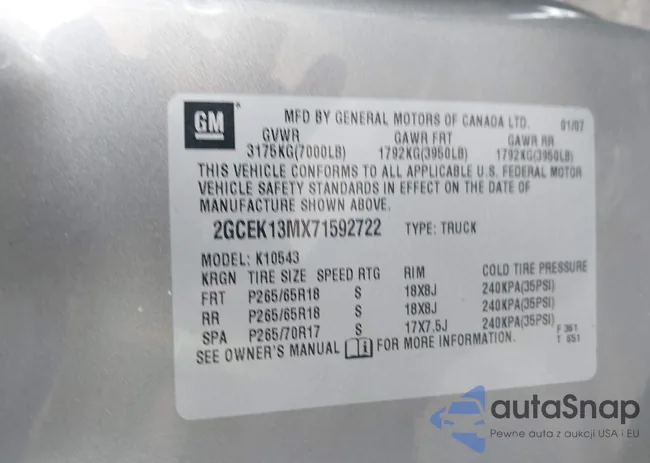 GM
MFD BY GENERAL MOTORS OF CANADA LTD. 01/07
GVWR GAWR FRT GAWR RR
3175KG(7000LB) 1792KG(3950LB) 1792KG(3950LB)
THIS VEHICLE CONFORMS TO ALL APPLICABLE U.S. FEDERAL MOTOR
VEHICLE SAFETY STANDARDS IN EFFECT ON THE DATE OF
MANUFACTURE SHOWN ABOVE.
2GCEK13MX71592722 TYPE: TRUCK
MODEL: K10543
KRGN TIRE SIZE SPEED RTG RIM COLD TIRE PRESSURE
FRT P265/65R18 S 18X8J 240KPA(35PSI)
RR P265/65R18 S 18X8J 240KPA(35PSI)
SPA P265/70R17 S 17X7.5J 240KPA(35PSI)
SEE OWNER'S MANUAL i FOR MORE INFORMATION.
F 361
T 651
autaSnap
Pewne auta z aukcji USA i EU